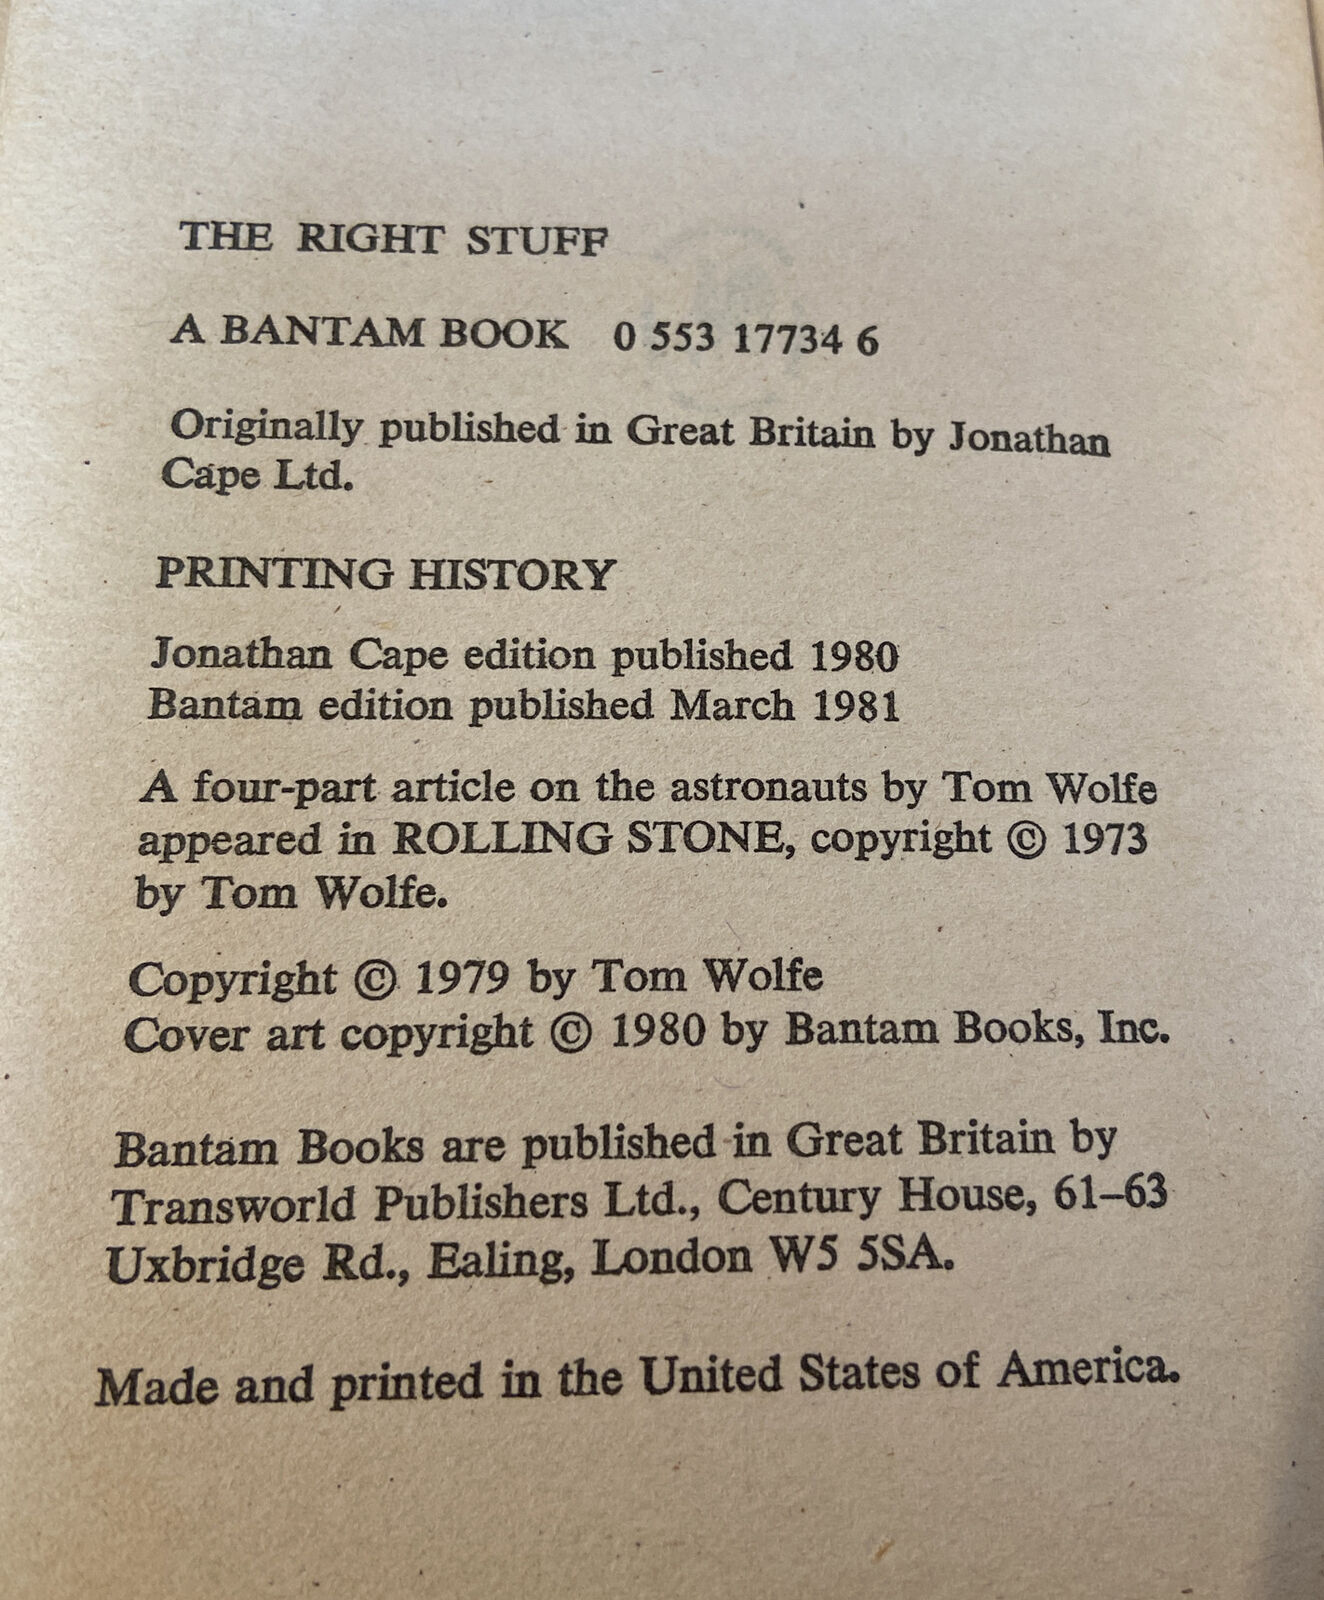 THE RIGHT STUFF
A BANTAM BOOK 0 553 17734 6
Originally published in Great Britain by Jonathan
Cape Ltd.
PRINTING HISTORY
Jonathan Cape edition published 1980
Bantam edition published March 1981
A four-part article on the astronauts by Tom Wolfe
appeared in ROLLING STONE, copyright © 1973
by Tom Wolfe.
Copyright © 1979 by Tom Wolfe
Cover art copyright © 1980 by Bantam Books, Inc.
Bantam Books are published in Great Britain by
Transworld Publishers Ltd., Century House, 61–63
Uxbridge Rd., Ealing, London W5 5SA.
Made and printed in the United States of America.